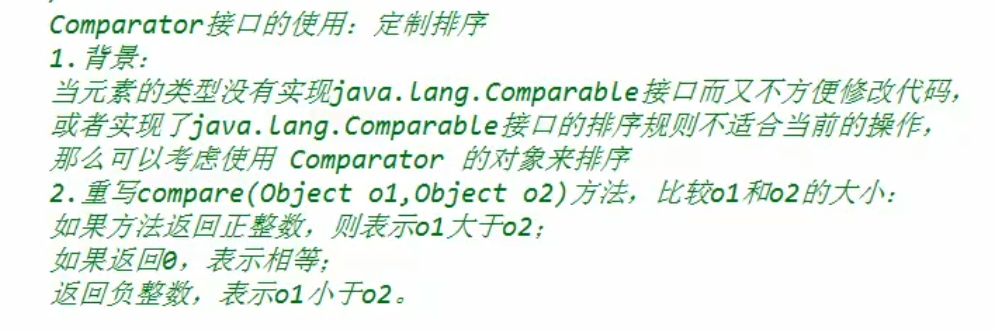 Comparator接口的使用：定制排序
1.背景：
当元素的类型没有实现java.lang.Comparable接口而又不方便修改代码，
或者实现了java.lang.Comparable接口的排序规则不适合当前的操作，
那么可以考虑使用 Comparator 的对象来排序
2.重写compare(Object o1,Object o2)方法，比较o1和o2的大小：
如果方法返回正整数，则表示o1大于o2；
如果返回0，表示相等；
返回负整数，表示o1小于o2。